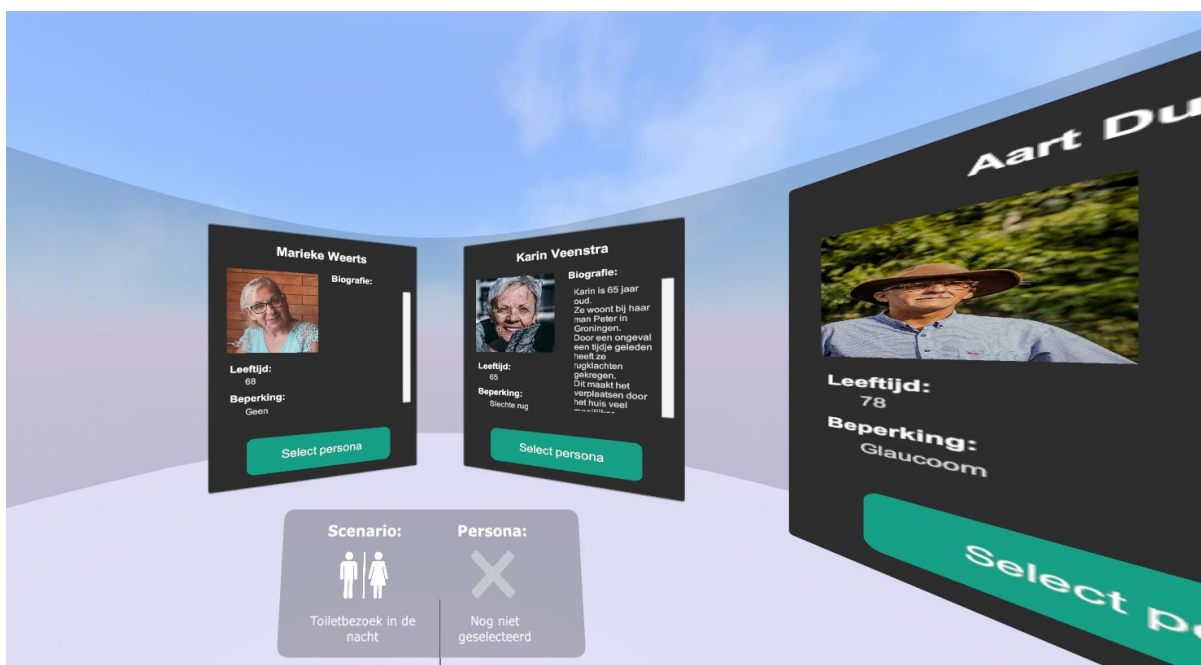 Marieke Weerts
Biografie:
Leeftijd:
68
Beperking:
Geen
Select persona
Karin Veenstra
Biografie:
Karin is 65 jaar
oud.
Ze woont bij haar
man Peter in
Groningen.
Door een ongeval
een tijdje geleden
heeft ze
rugklachten
gekregen.
Dit maakt het
verplaatsen door
het huis veel
Leeftijd:
65
Beperking:
Slechte rug
Select persona
Aart Du
Leeftijd:
78
Beperking:
Glaucoom
Select pe
Scenario:
Toiletbezoek in de
nacht
Persona:
Nog niet
geselecteerd